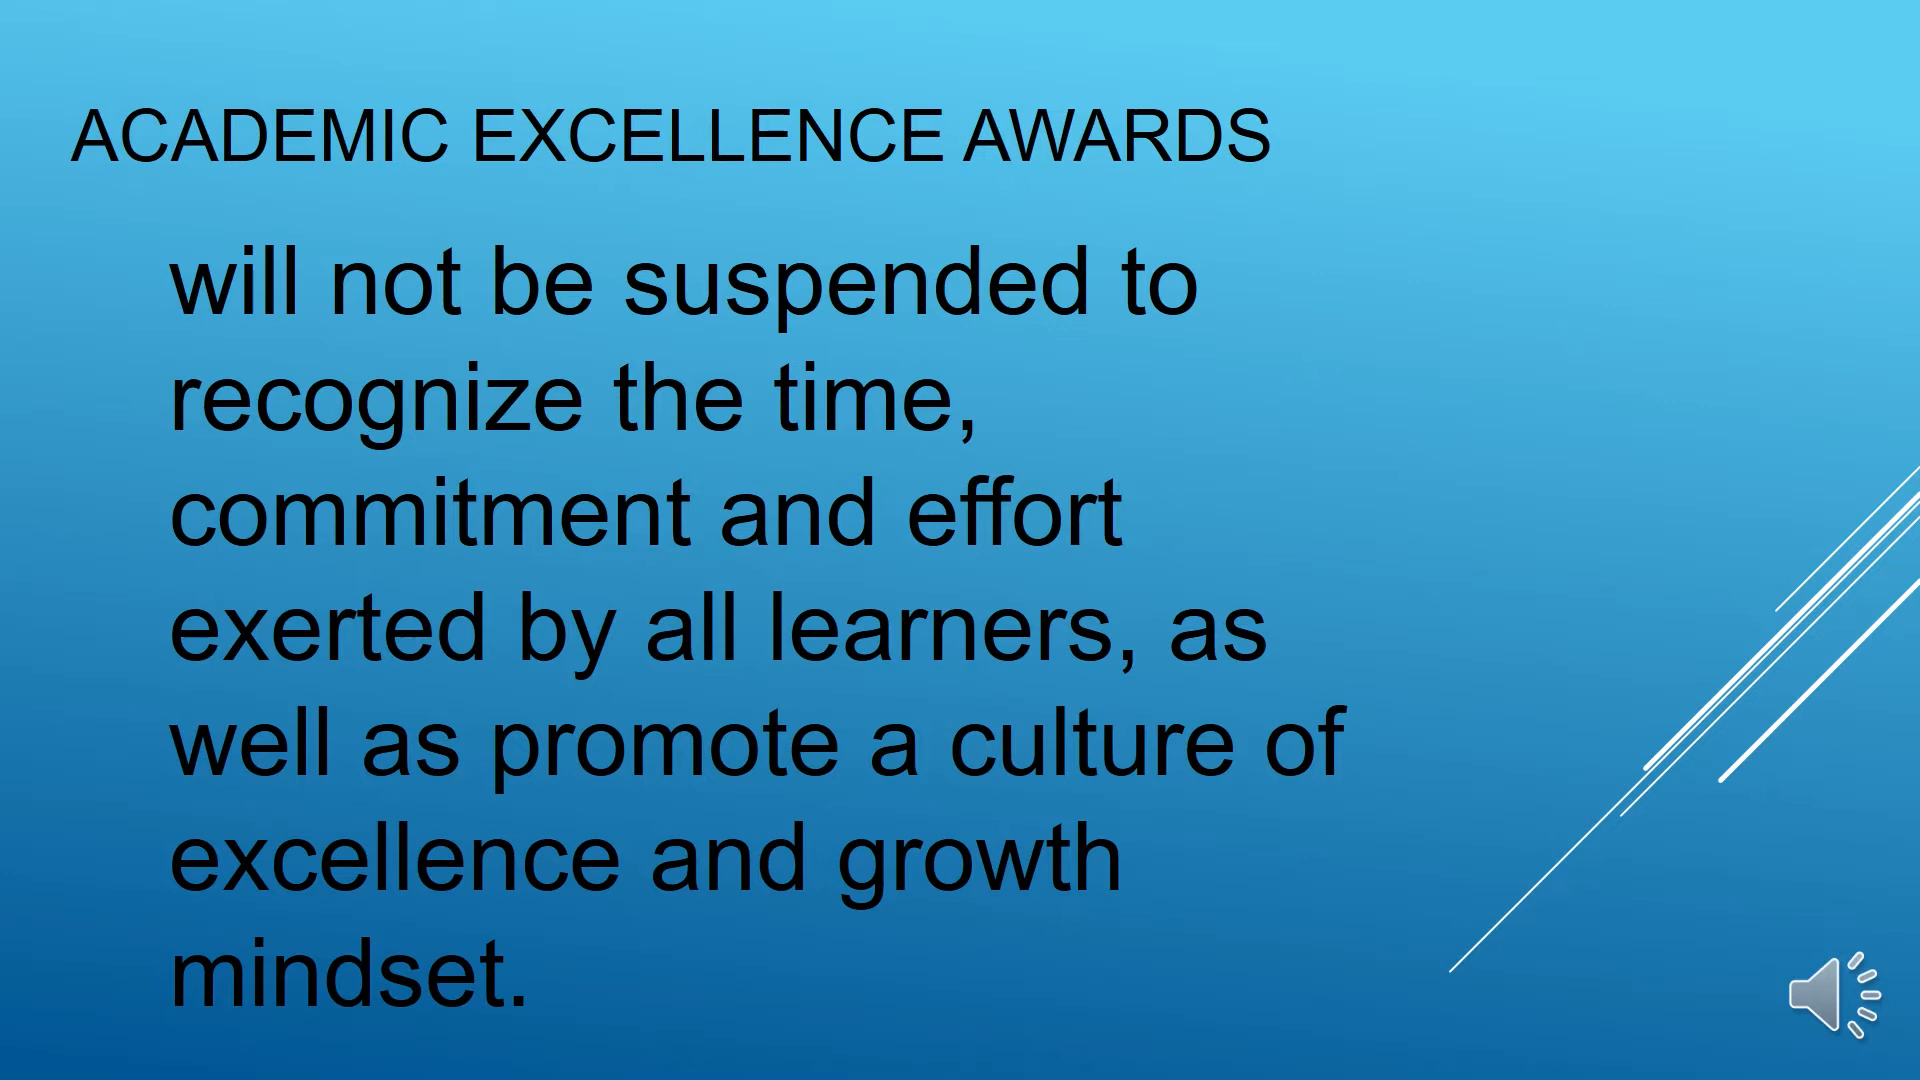 ACADEMIC EXCELLENCE AWARDS
will not be suspended to
recognize the time,
commitment and effort
exerted by all learners, as
well as promote a culture of
excellence and growth
mindset.